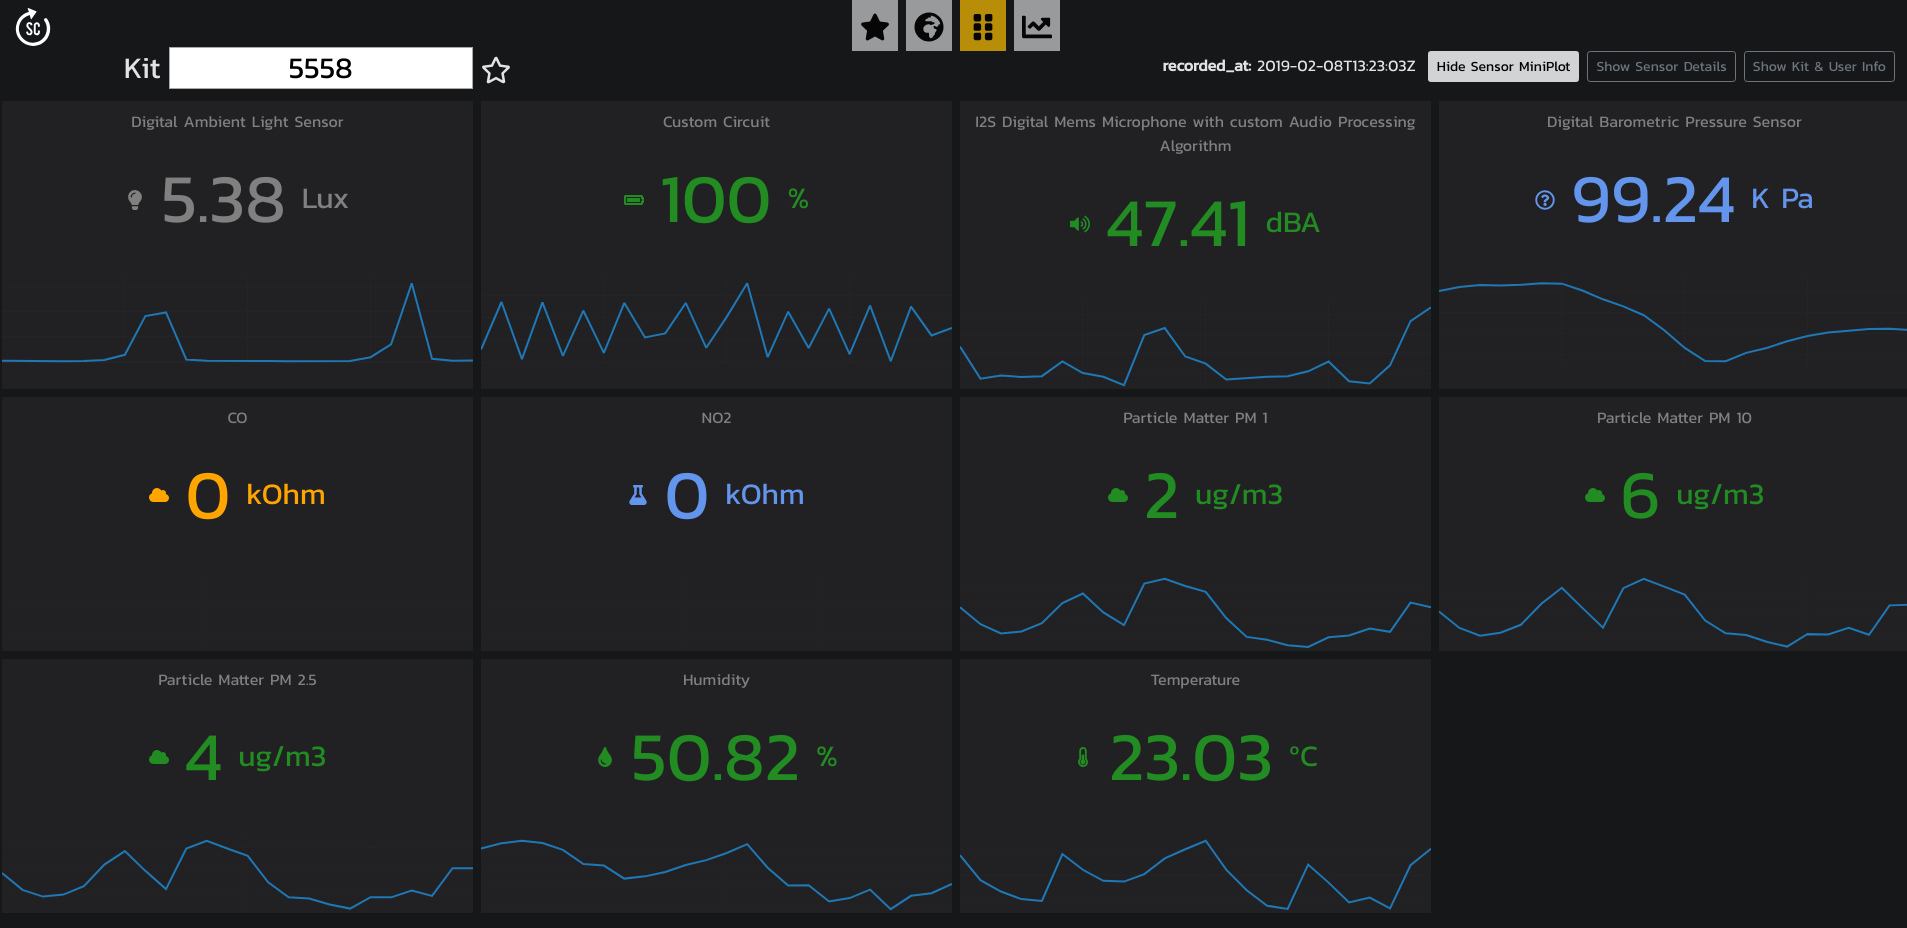 SC
Kit 5558
recorded_at: 2019-02-08T13:23:03Z
Hide Sensor MiniPlot
Show Sensor Details
Show Kit & User Info
Digital Ambient Light Sensor
5.38 Lux
Custom Circuit
100 %
I2S Digital Mems Microphone with custom Audio Processing
Algorithm
47.41 dBA
Digital Barometric Pressure Sensor
99.24 K Pa
CO
0 kOhm
NO2
0 kOhm
Particle Matter PM 1
2 ug/m3
Particle Matter PM 10
6 ug/m3
Particle Matter PM 2.5
4 ug/m3
Humidity
50.82 %
Temperature
23.03 ºC